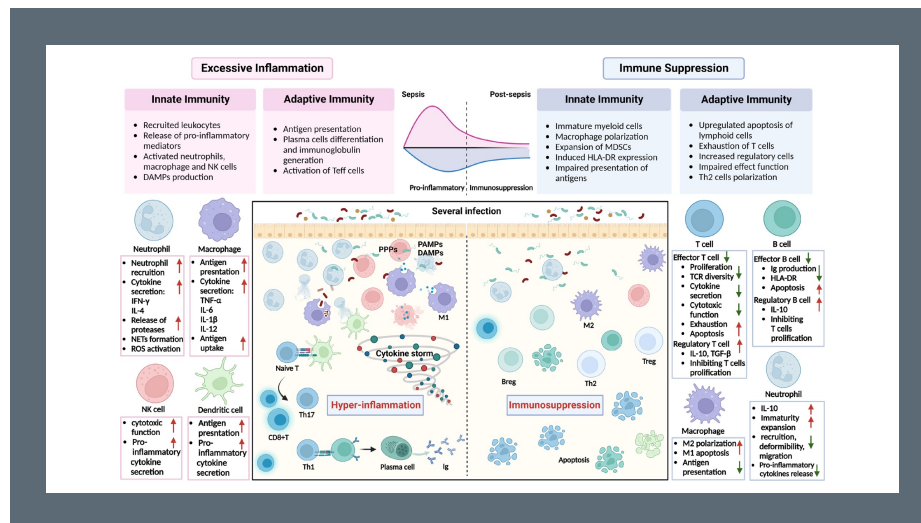 Excessive Inflammation
Immune Suppression
Innate Immunity
• Recruited leukocytes
• Release of pro-inflammatory
mediators
• Activated neutrophils,
macrophage and NK cells
• DAMPs production
Adaptive Immunity
• Antigen presentation
• Plasma cells differentiation
and immunoglobulin
generation
• Activation of Teff cells
Sepsis
Post-sepsis
Pro-inflammatory
Immunosuppression
Innate Immunity
• Immature myeloid cells
• Macrophage polarization
• Expansion of MDSCs
• Induced HLA-DR expression
• Impaired presentation of
antigens
Adaptive Immunity
• Upregulated apoptosis of
lymphoid cells
• Exhaustion of T cells
• Increased regulatory cells
• Impaired effect function
• Th2 cells polarization
Neutrophil
• Neutrophil
recruition
• Cytokine
secretion:
IFN-γ
IL-4
• Release of
proteases
• NETs formation
• ROS activation
Macrophage
• Antigen
presntation
• Cytokine
secretion:
TNF-α
IL-6
IL-1β
IL-12
• Antigen
uptake
NK cell
• cytotoxic
function
• Pro-
inflammatory
cytokine
secretion
Dendritic cell
• Antigen
presntation
• Pro-
inflammatory
cytokine
secretion
Several infection
PPPs
PAMPs
DAMPs
M1
Naive T
Cytokine storm
Th17
CD8+T
Hyper-inflammation
Th1
Plasma cell
Ig
M2
Breg
Th2
Treg
Immunosuppression
Apoptosis
T cell
Effector T cell
• Proliferation
• TCR diversity
• Cytokine
secretion
• Cytotoxic
function
• Exhaustion
• Apoptosis
Regulatory T cell
• IL-10, TGF-β
• Inhibiting T cells
prolification
B cell
Effector B cell
• Ig production
• HLA-DR
• Apoptosis
Regulatory B cell
• IL-10
• Inhibiting
T cells
prolification
Macrophage
• M2 polarization
• M1 apoptosis
• Antigen
presentation
Neutrophil
• IL-10
• Immaturity
expansion
• recruition,
deformibility,
migration
• Pro-inflammatory
cytokines release